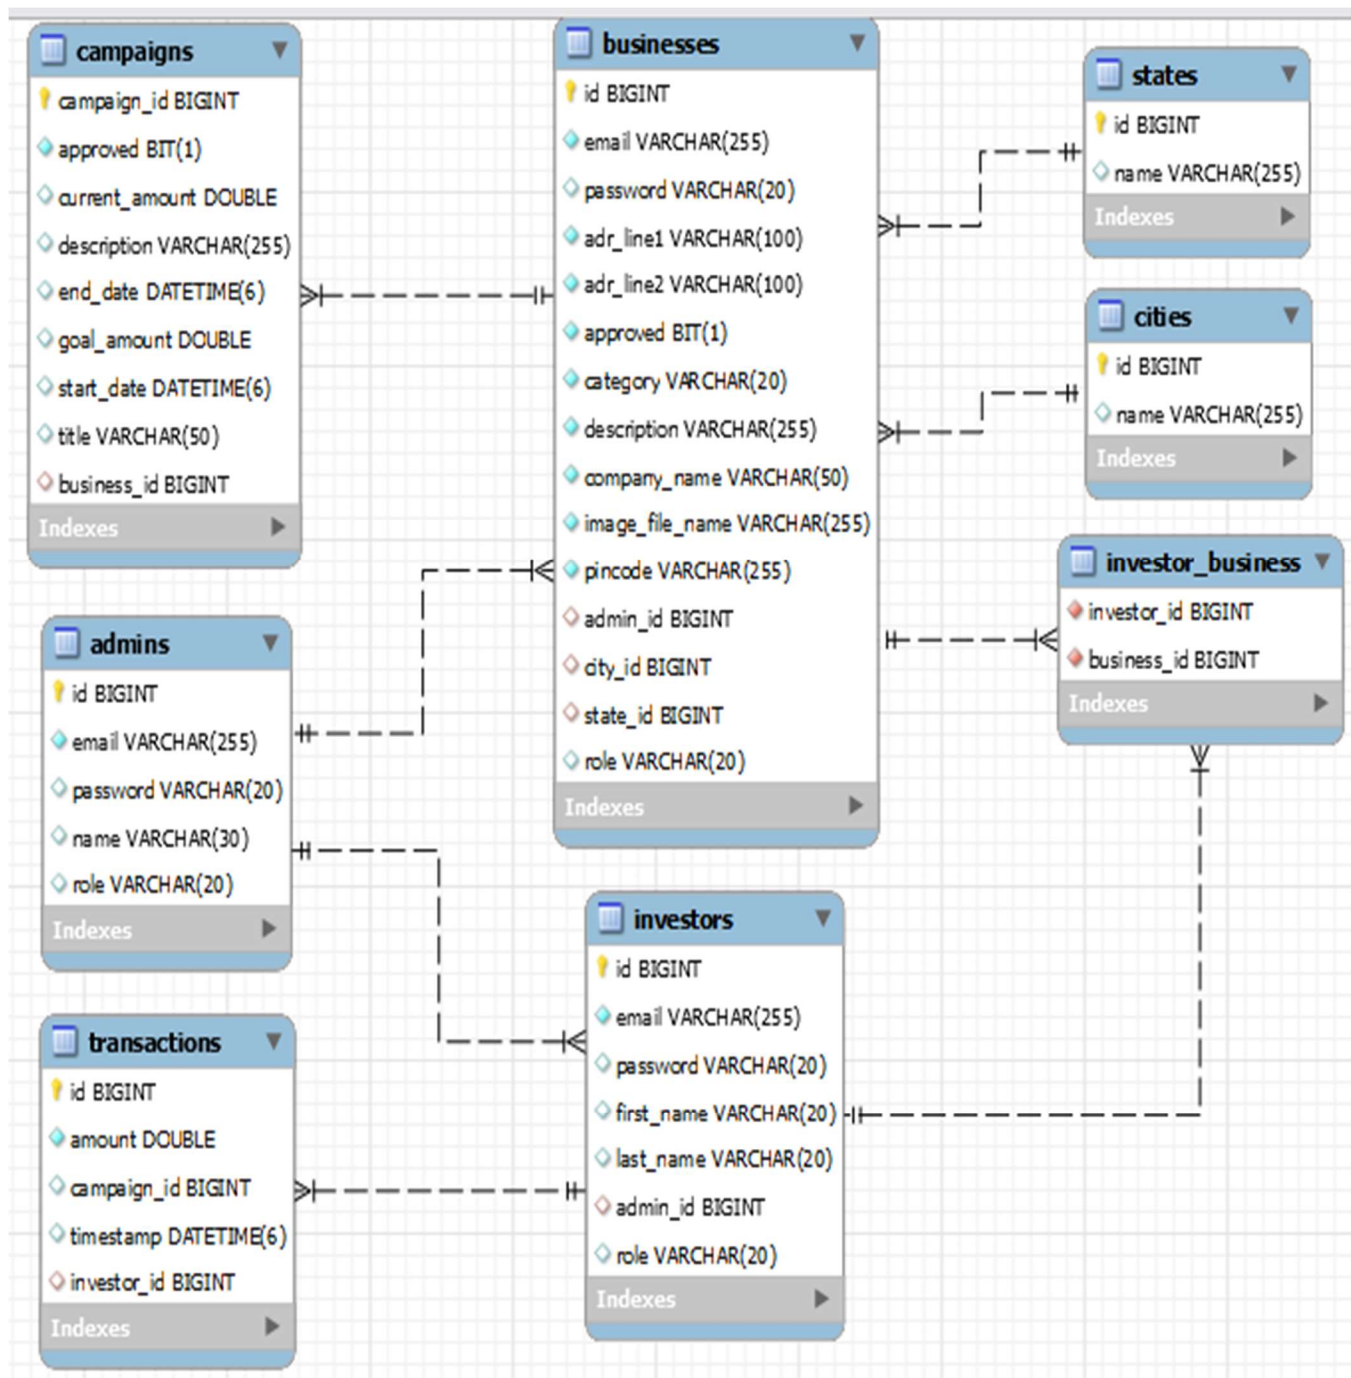 campaigns
campaign_id BIGINT
approved BIT(1)
current_amount DOUBLE
description VARCHAR(255)
end_date DATETIME(6)
goal_amount DOUBLE
start_date DATETIME(6)
title VARCHAR(50)
business_id BIGINT
Indexes
businesses
id BIGINT
email VARCHAR(255)
password VARCHAR(20)
adr_line1 VARCHAR(100)
adr_line2 VARCHAR(100)
approved BIT(1)
category VARCHAR(20)
description VARCHAR(255)
company_name VARCHAR(50)
image_file_name VARCHAR(255)
pincode VARCHAR(255)
admin_id BIGINT
city_id BIGINT
state_id BIGINT
role VARCHAR(20)
Indexes
states
id BIGINT
name VARCHAR(255)
Indexes
cities
id BIGINT
name VARCHAR(255)
Indexes
investor_business
investor_id BIGINT
business_id BIGINT
Indexes
admins
id BIGINT
email VARCHAR(255)
password VARCHAR(20)
name VARCHAR(30)
role VARCHAR(20)
Indexes
investors
id BIGINT
email VARCHAR(255)
password VARCHAR(20)
first_name VARCHAR(20)
last_name VARCHAR(20)
admin_id BIGINT
role VARCHAR(20)
Indexes
transactions
id BIGINT
amount DOUBLE
campaign_id BIGINT
timestamp DATETIME(6)
investor_id BIGINT
Indexes